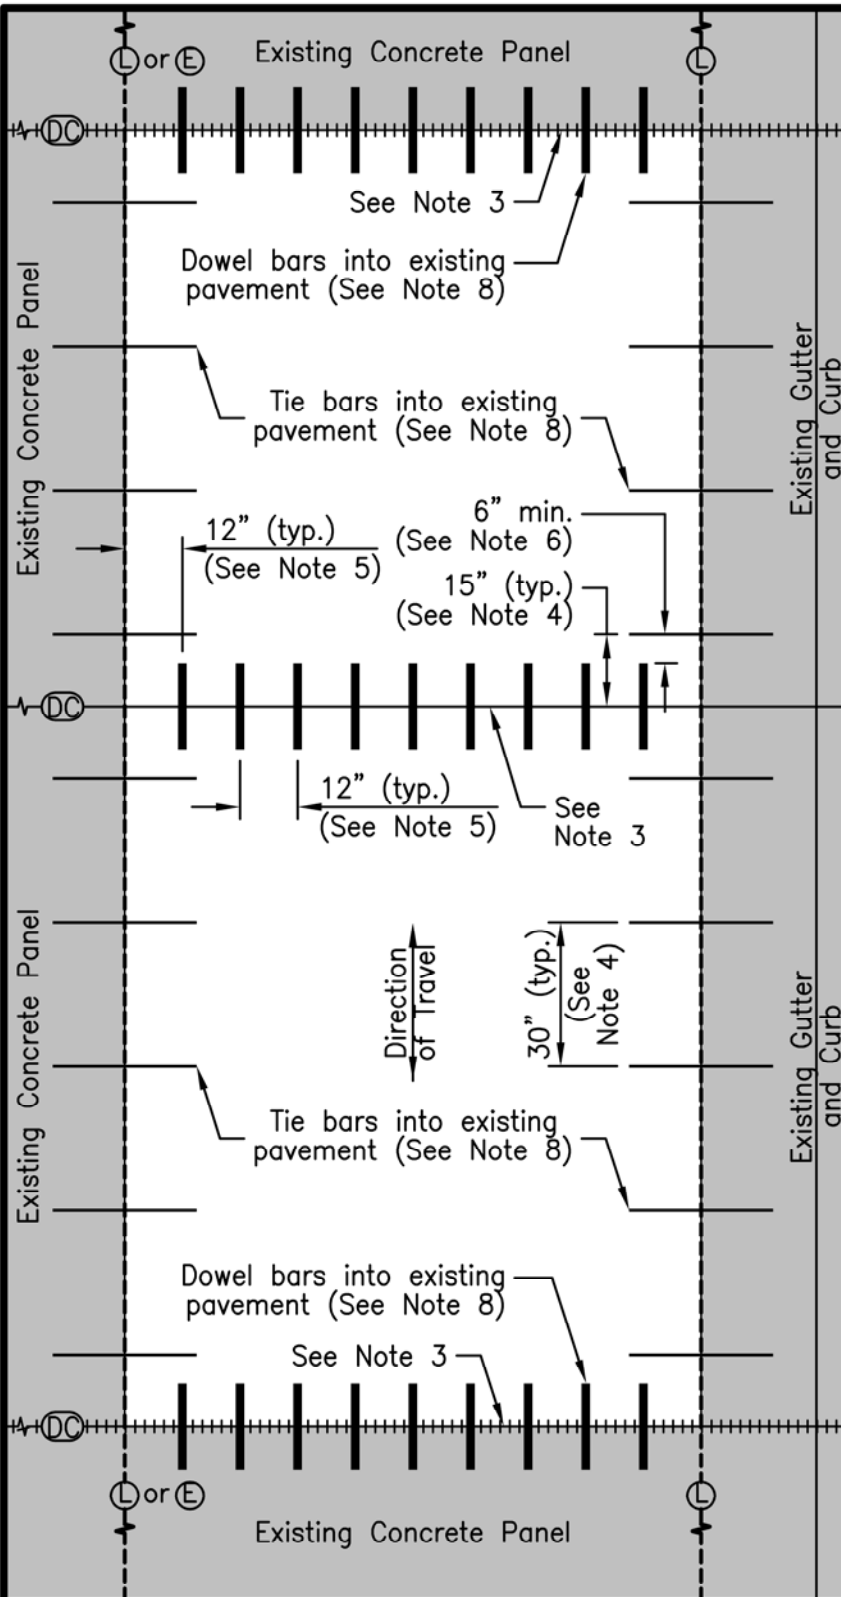 L or E
Existing Concrete Panel
L
DC
See Note 3
Dowel bars into existing
pavement (See Note 8)
Existing Concrete Panel
Existing Gutter
and Curb
Tie bars into existing
pavement (See Note 8)
12" (typ.)
(See Note 5)
6" min.
(See Note 6)
15" (typ.)
(See Note 4)
DC
12" (typ.)
(See Note 5)
See
Note 3
Existing Concrete Panel
Direction
of Travel
30" (typ.)
(See
Note 4)
Existing Gutter
and Curb
Tie bars into existing
pavement (See Note 8)
Dowel bars into existing
pavement (See Note 8)
See Note 3
DC
L or E
L
Existing Concrete Panel